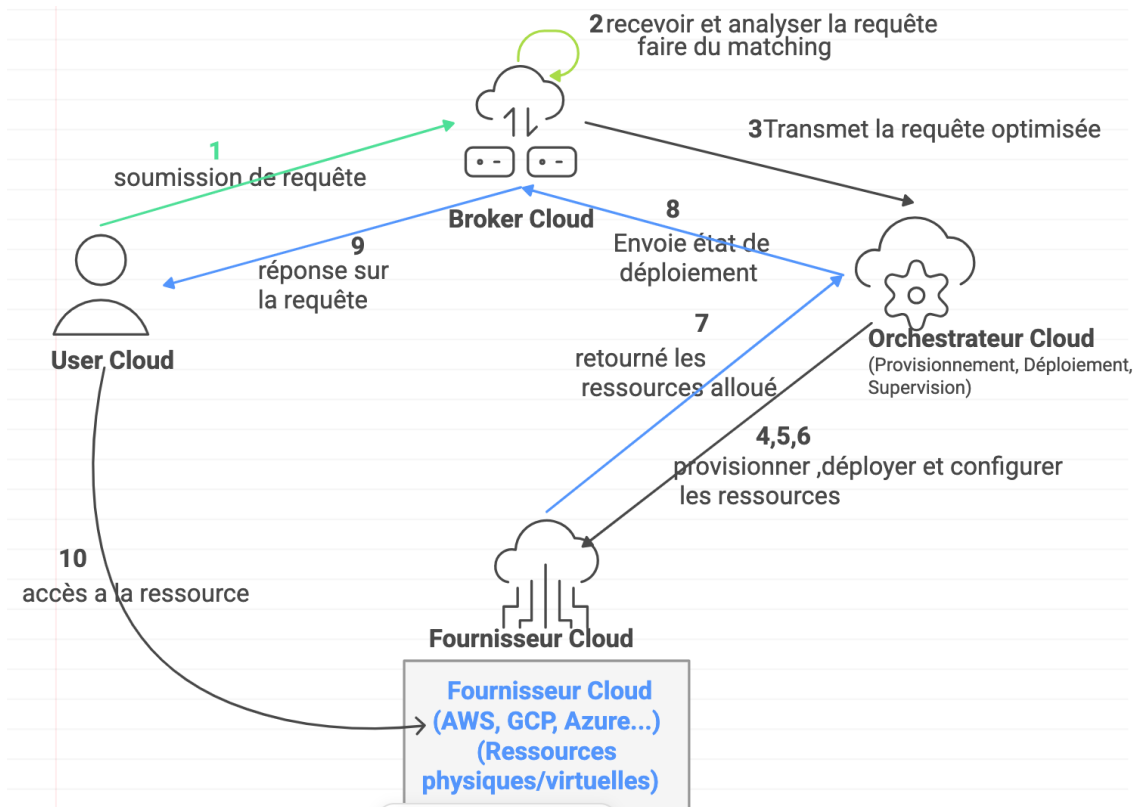 2 recevoir et analyser la requête
faire du matching
1
soumission de requête
3Transmet la requête optimisée
Broker Cloud
8
Envoie état de
déploiement
9
réponse sur
la requête
User Cloud
7
retourné les
ressources alloué
Orchestrateur Cloud
(Provisionnement, Déploiement,
Supervision)
4,5,6
provisionner ,déployer et configurer
les ressources
10
accès a la ressource
Fournisseur Cloud
Fournisseur Cloud
(AWS, GCP, Azure...)
(Ressources
physiques/virtuelles)